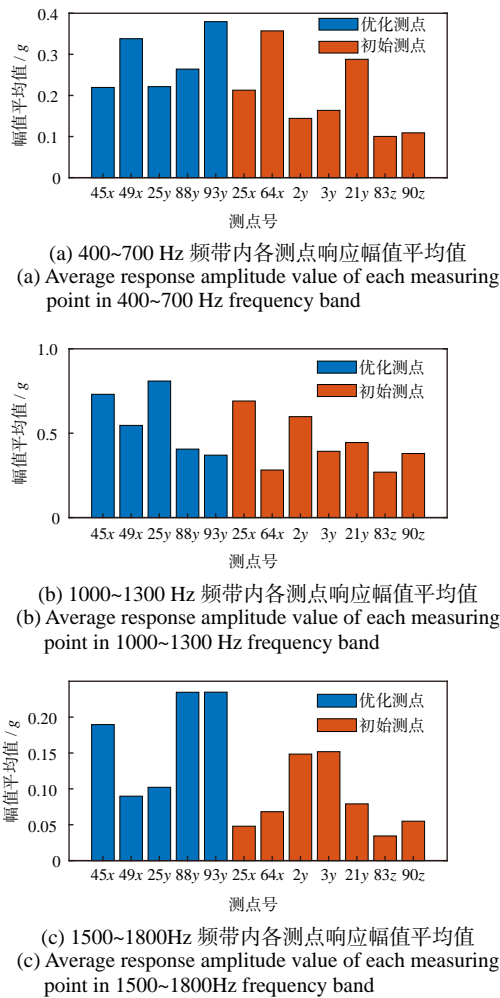 0.4
0.3
0.2
0.1
0
幅值平均值 / g
优化测点
初始测点
45x 49x 25y 88y 93y 25x 64x 2y 3y 21y 83z 90z
测点号
(a) 400~700 Hz 频带内各测点响应幅值平均值
(a) Average response amplitude value of each measuring
point in 400~700 Hz frequency band
1.0
0.5
0
幅值平均值 / g
优化测点
初始测点
45x 49x 25y 88y 93y 25x 64x 2y 3y 21y 83z 90z
测点号
(b) 1000~1300 Hz 频带内各测点响应幅值平均值
(b) Average response amplitude value of each measuring
point in 1000~1300 Hz frequency band
0.20
0.15
0.10
0.05
0
幅值平均值 / g
优化测点
初始测点
45x 49x 25y 88y 93y 25x 64x 2y 3y 21y 83z 90z
测点号
(c) 1500~1800Hz 频带内各测点响应幅值平均值
(c) Average response amplitude value of each measuring
point in 1500~1800Hz frequency band